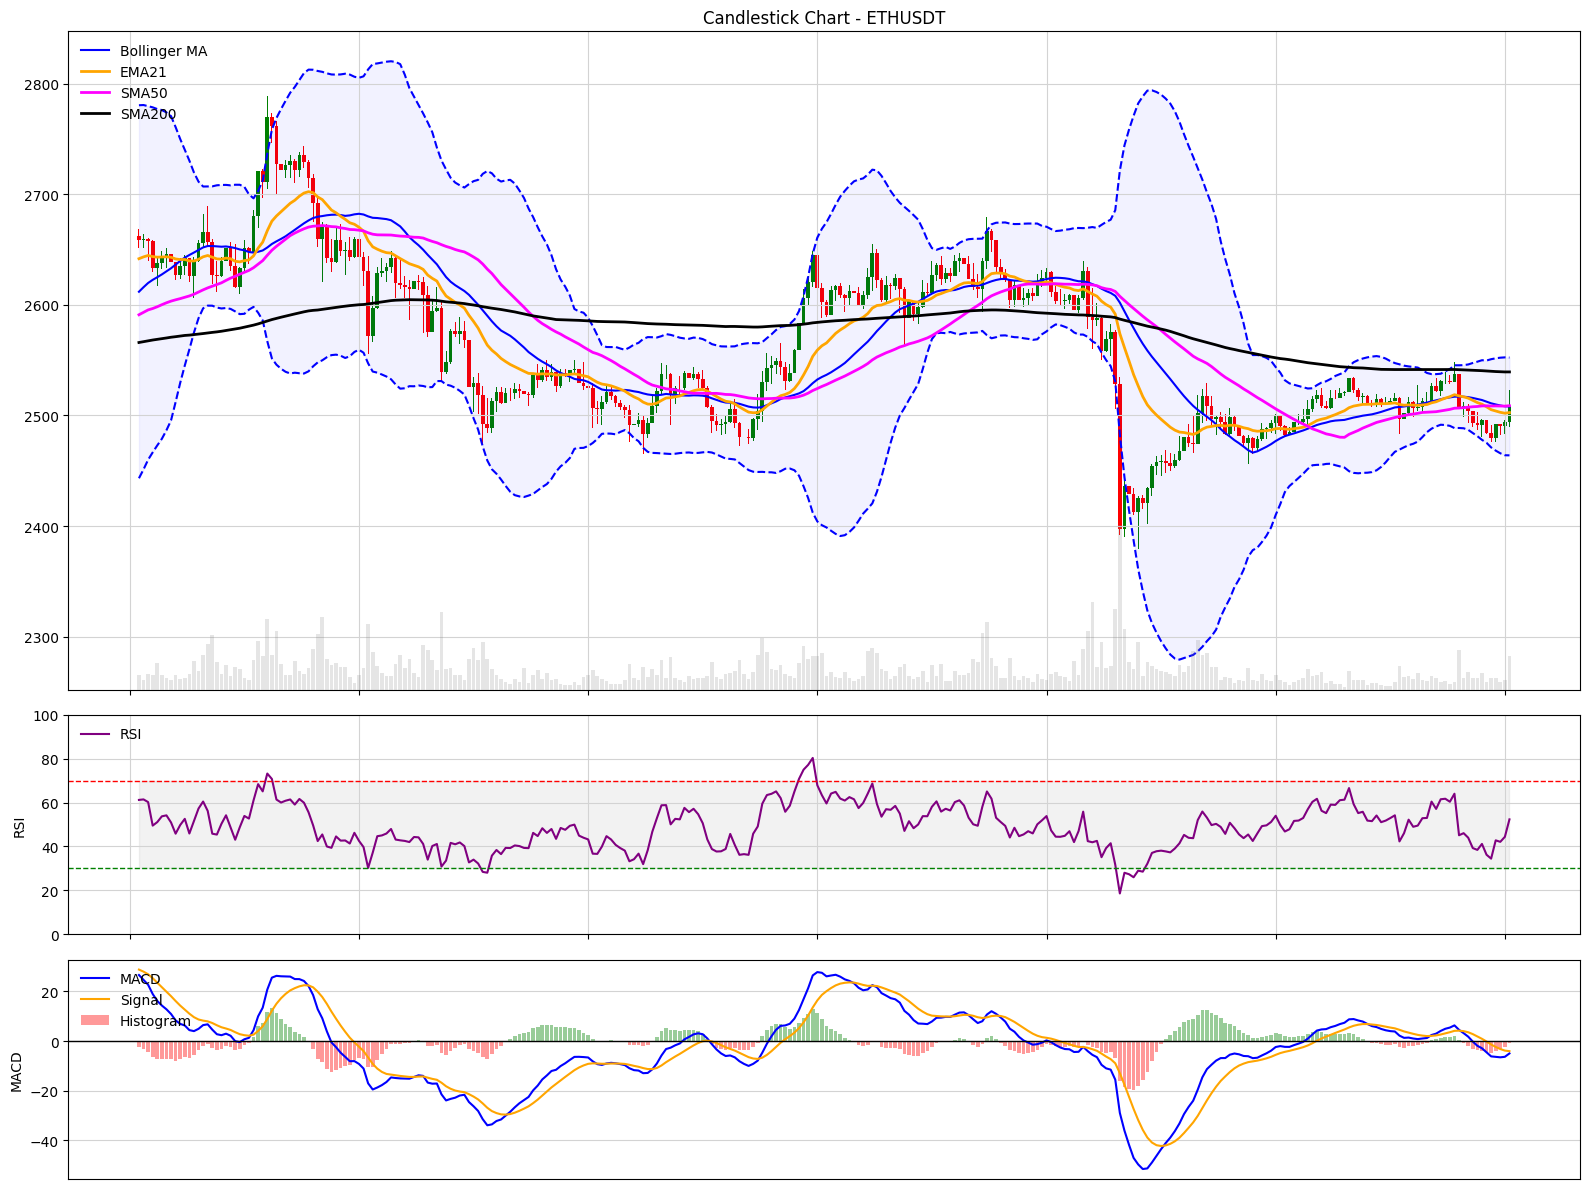 Candlestick Chart - ETHUSDT
Bollinger MA
EMA21
SMA50
SMA200
2800
2700
2600
2500
2400
2300
RSI
100
80
60
40
20
0
RSI
MACD
Signal
Histogram
20
0
−20
−40
MACD